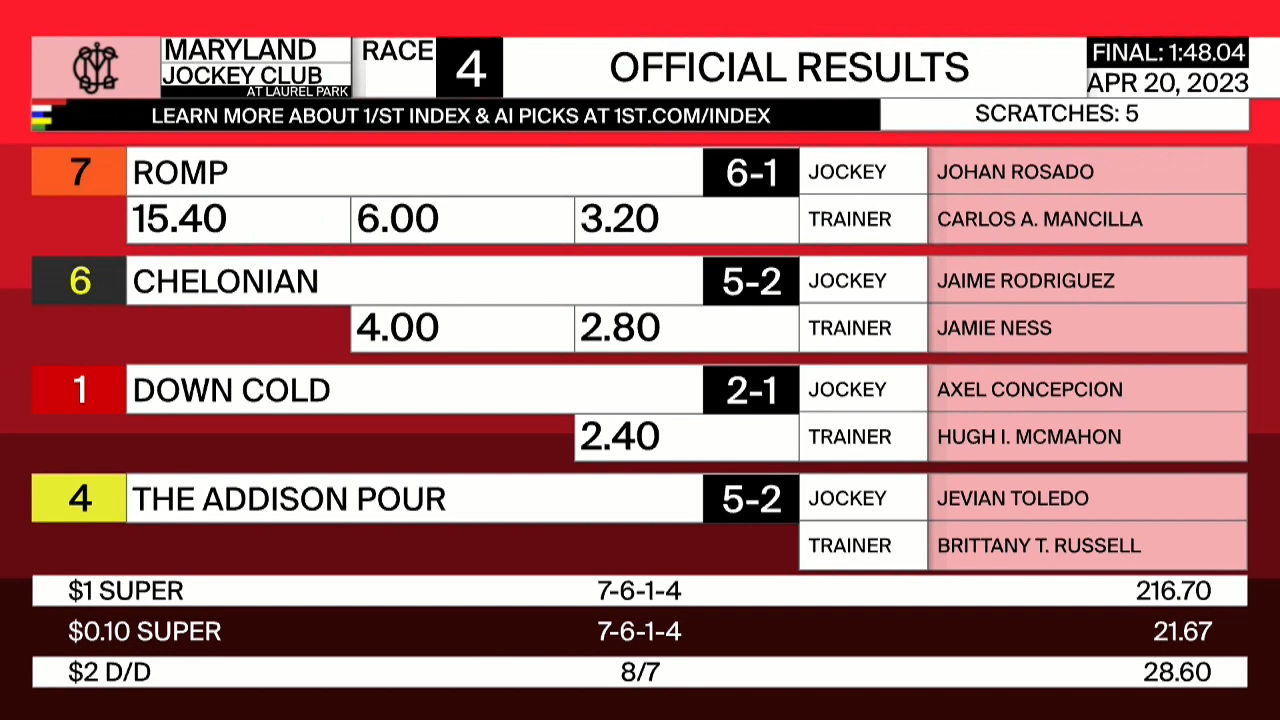 MARYLAND
JOCKEY CLUB
AT LAUREL PARK
RACE 4
OFFICIAL RESULTS
FINAL: 1:48.04
APR 20, 2023
LEARN MORE ABOUT 1/ST INDEX & AI PICKS AT 1ST.COM/INDEX
SCRATCHES: 5
7 ROMP 6-1 JOCKEY JOHAN ROSADO
15.40 6.00 3.20 TRAINER CARLOS A. MANCILLA
6 CHELONIAN 5-2 JOCKEY JAIME RODRIGUEZ
4.00 2.80 TRAINER JAMIE NESS
1 DOWN COLD 2-1 JOCKEY AXEL CONCEPCION
2.40 TRAINER HUGH I. MCMAHON
4 THE ADDISON POUR 5-2 JOCKEY JEVIAN TOLEDO
TRAINER BRITTANY T. RUSSELL
$1 SUPER 7-6-1-4 216.70
$0.10 SUPER 7-6-1-4 21.67
$2 D/D 8/7 28.60